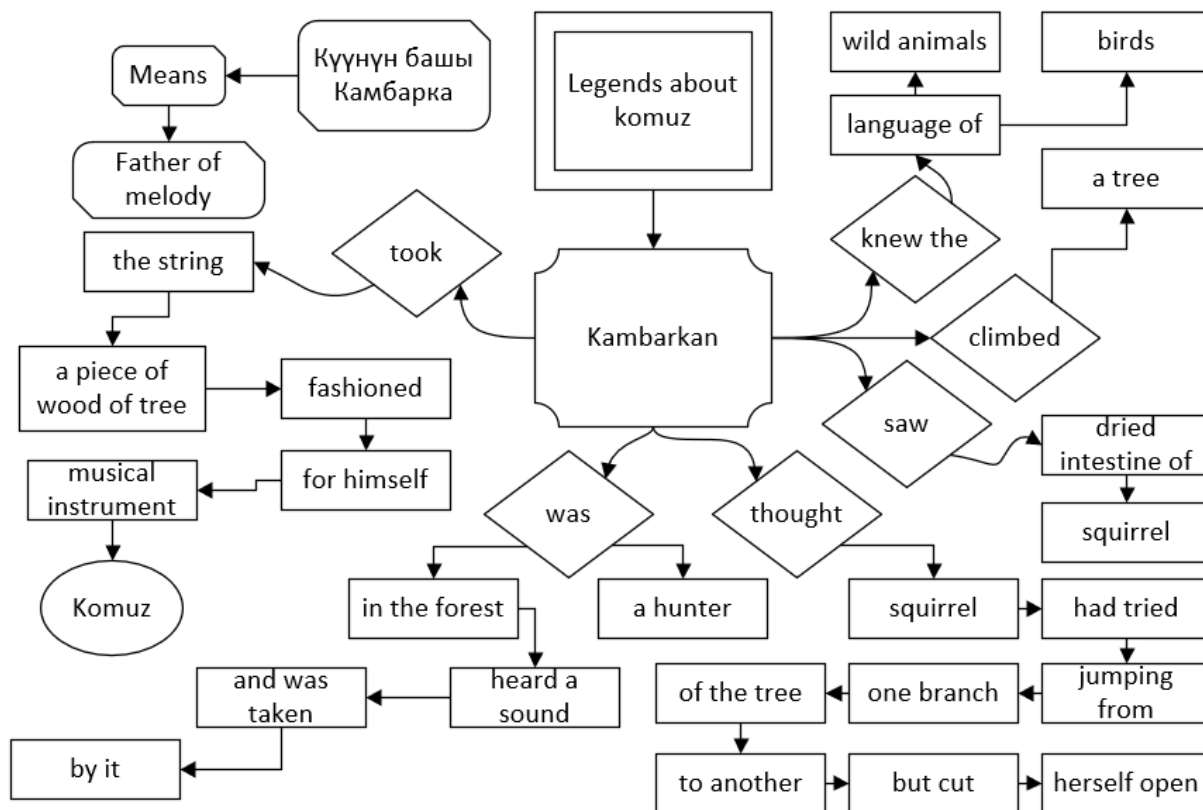 Күүнүн башы
Камбарка
Means
Father of
melody
Legends about
komuz
Kambarkan
knew the
language of
wild animals
birds
climbed
a tree
saw
dried
intestine of
squirrel
thought
squirrel
had tried
jumping
from
one branch
of the tree
to another
but cut
herself open
was
a hunter
in the forest
heard a
sound
and was
taken
by it
took
the string
a piece of
wood of tree
fashioned
for himself
musical
instrument
Komuz